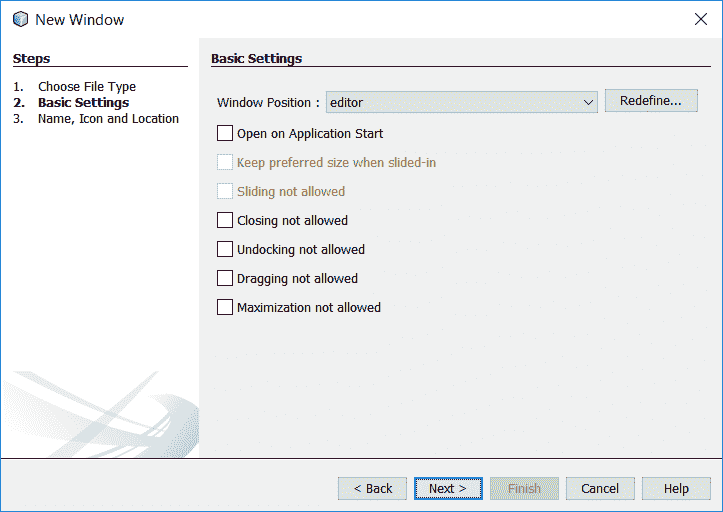 New Window
Steps
1. Choose File Type
2. Basic Settings
3. Name, Icon and Location
Basic Settings
Window Position : editor Redefine...
Open on Application Start
Keep preferred size when slided-in
Sliding not allowed
Closing not allowed
Undocking not allowed
Dragging not allowed
Maximization not allowed
< Back Next > Finish Cancel Help